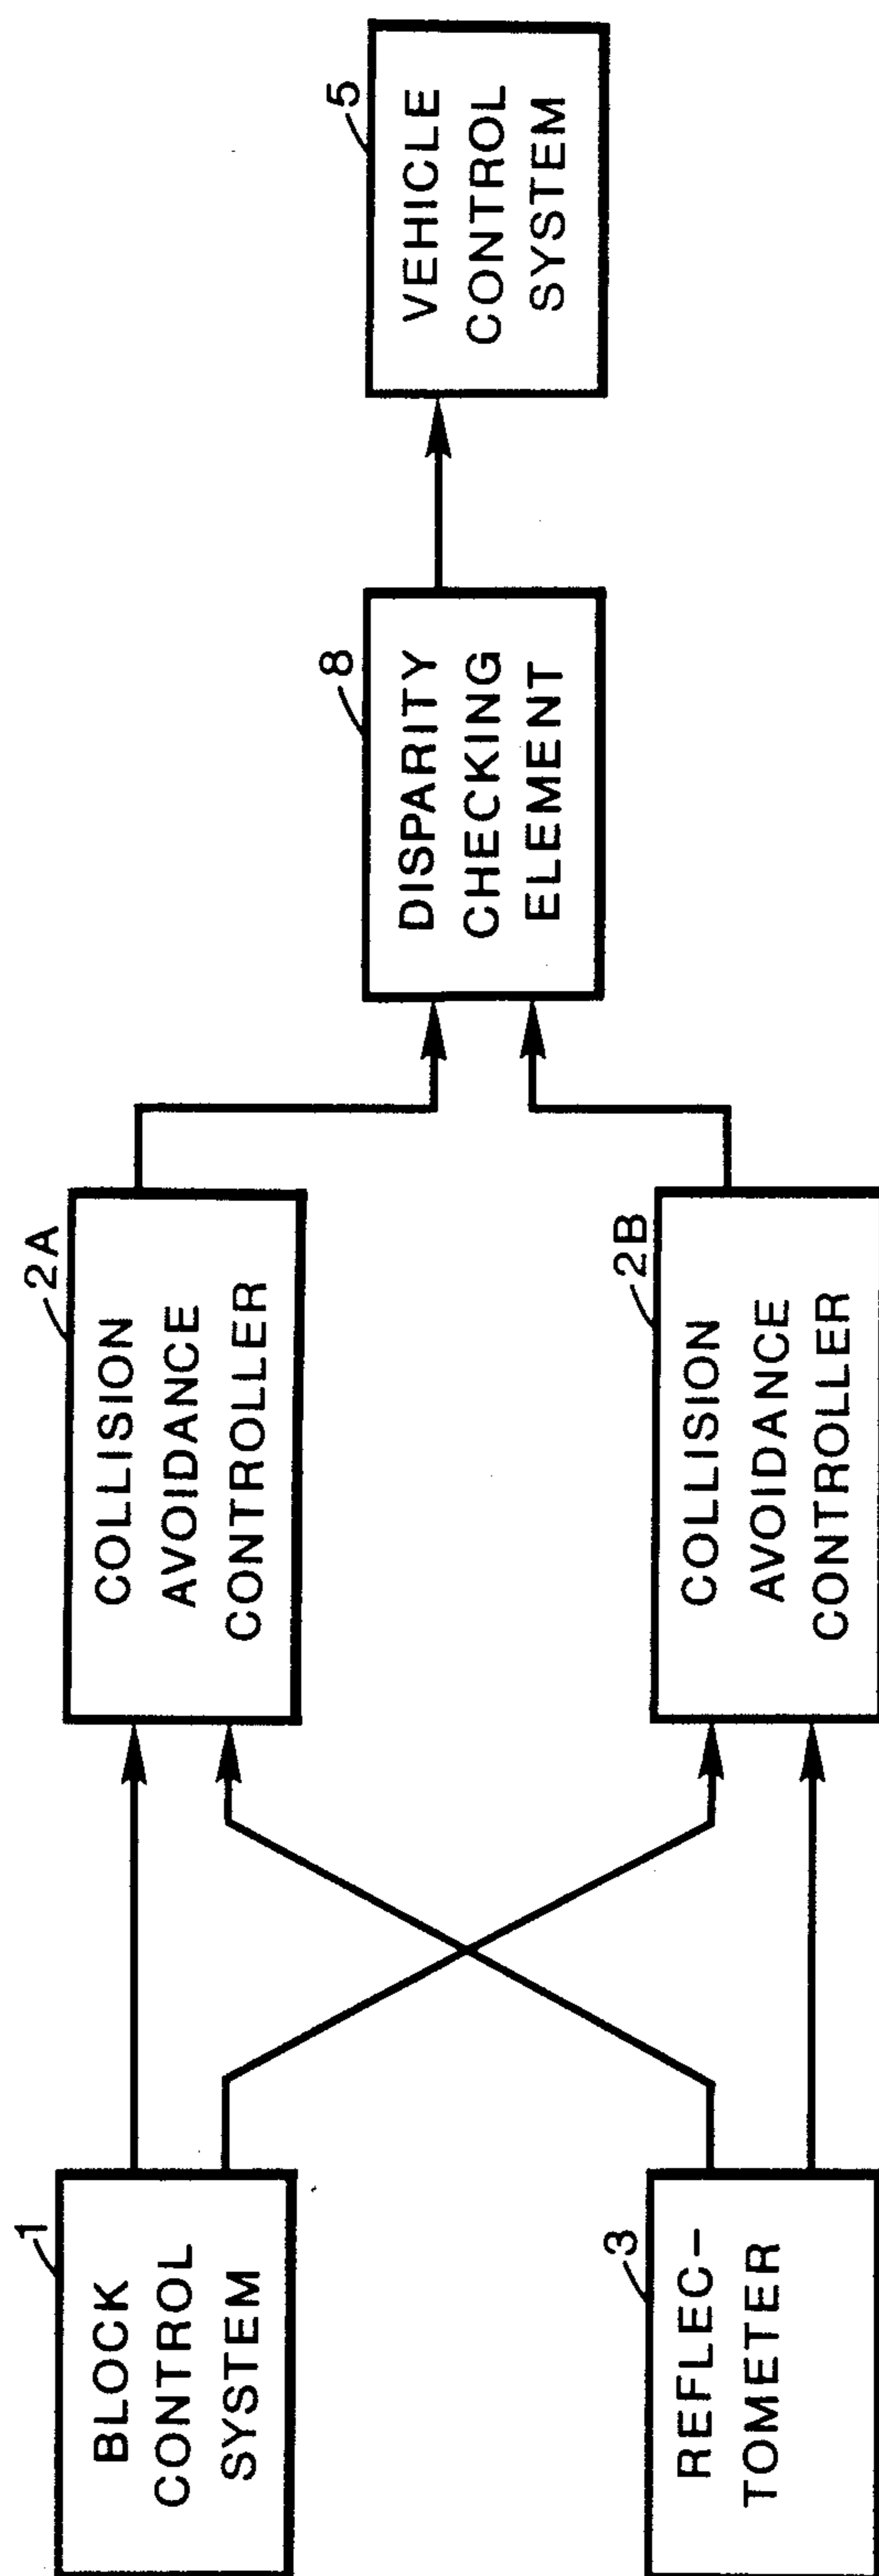 1
BLOCK
CONTROL
SYSTEM
3
REFLEC-
TOMETER
2A
COLLISION
AVOIDANCE
CONTROLLER
2B
COLLISION
AVOIDANCE
CONTROLLER
8
DISPARITY
CHECKING
ELEMENT
5
VEHICLE
CONTROL
SYSTEM